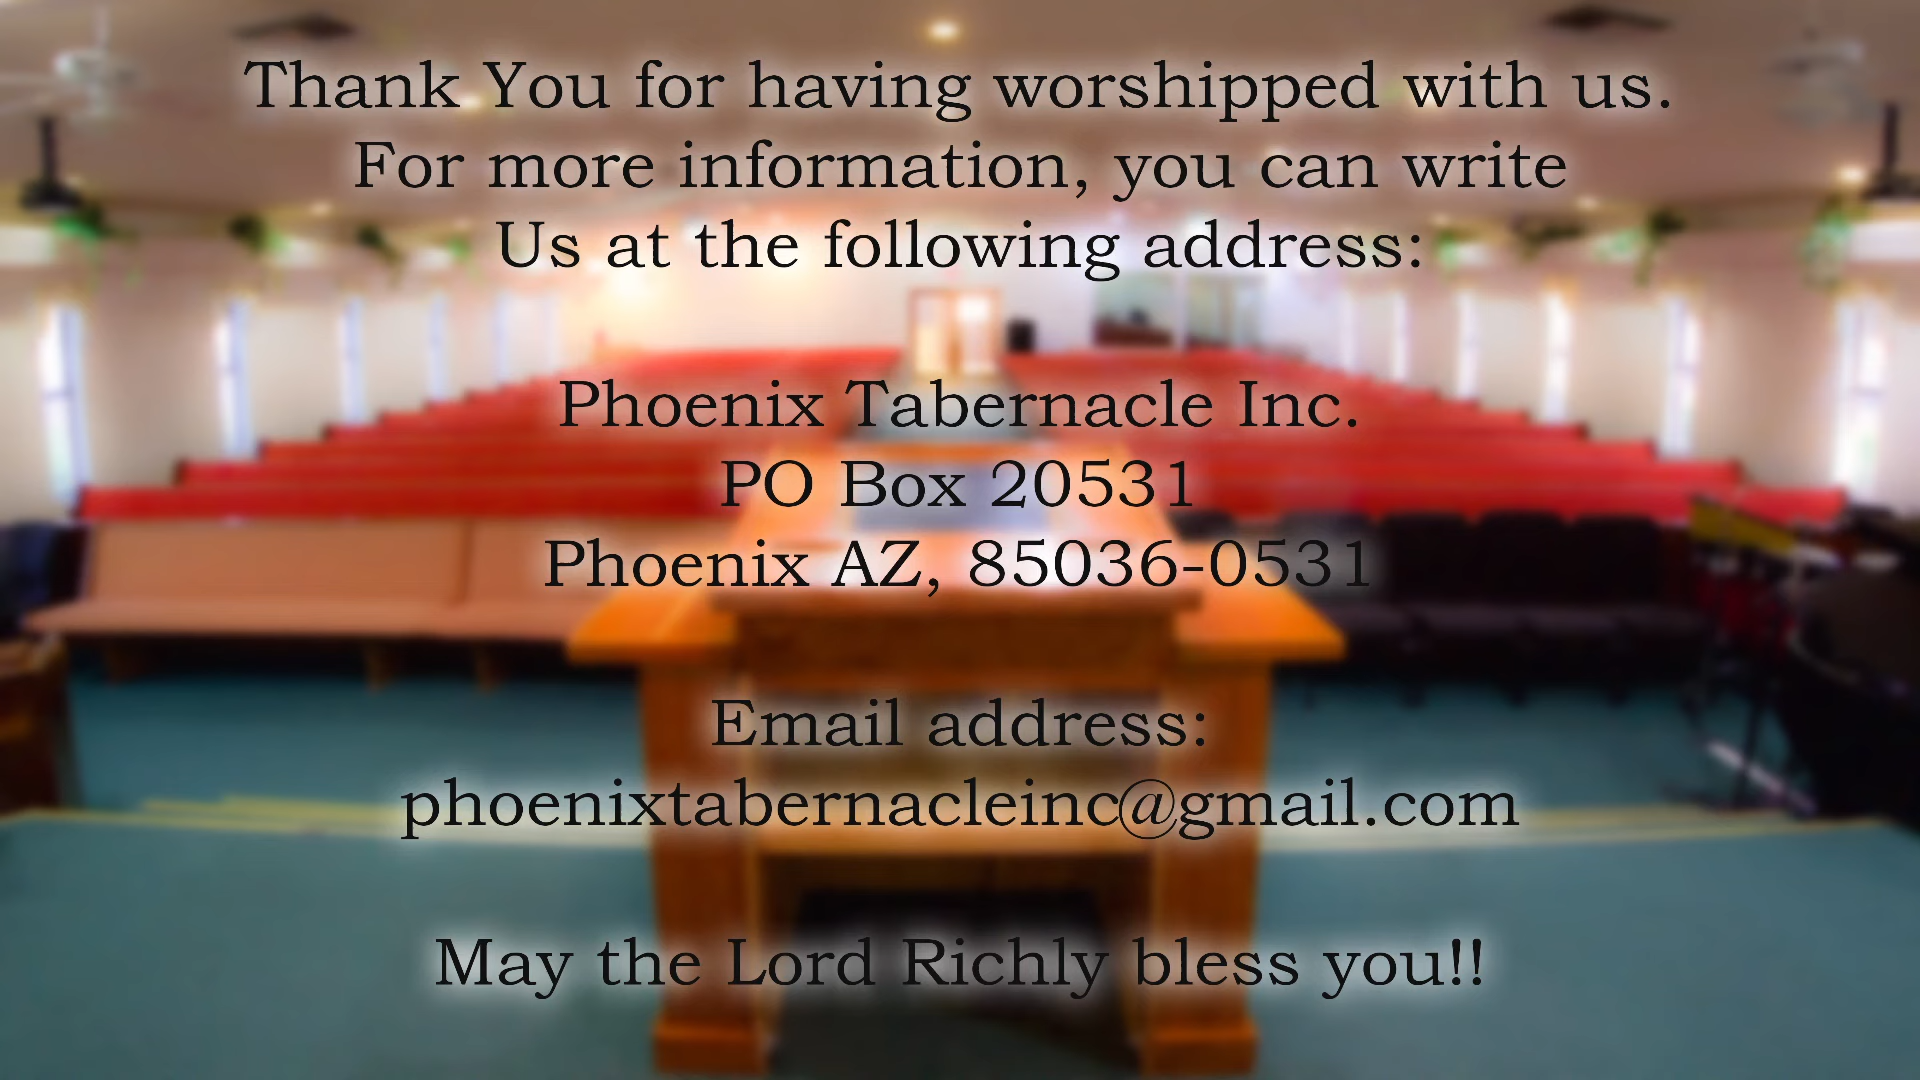 Thank You for having worshipped with us.
For more information, you can write
Us at the following address:
Phoenix Tabernacle Inc.
PO Box 20531
Phoenix AZ, 85036-0531
Email address:
phoenixtabernacleinc@gmail.com
May the Lord Richly bless you!!